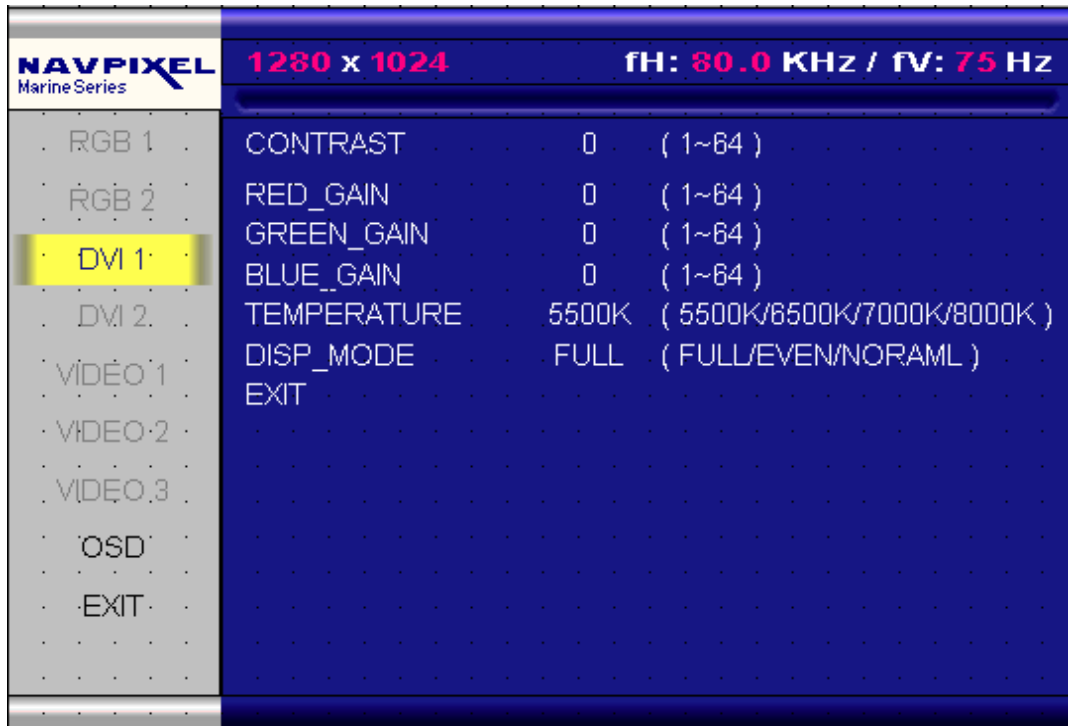 NAVPIXEL
Marine Series
1280 x 1024 fH: 80.0 KHz / fV: 75 Hz
RGB 1
RGB 2
DVI 1
DVI 2
VIDEO 1
VIDEO 2
VIDEO 3
OSD
EXIT
CONTRAST 0 ( 1~64 )
RED_GAIN 0 ( 1~64 )
GREEN_GAIN 0 ( 1~64 )
BLUE_GAIN 0 ( 1~64 )
TEMPERATURE 5500K ( 5500K/6500K/7000K/8000K )
DISP_MODE FULL ( FULL/EVEN/NORAML )
EXIT